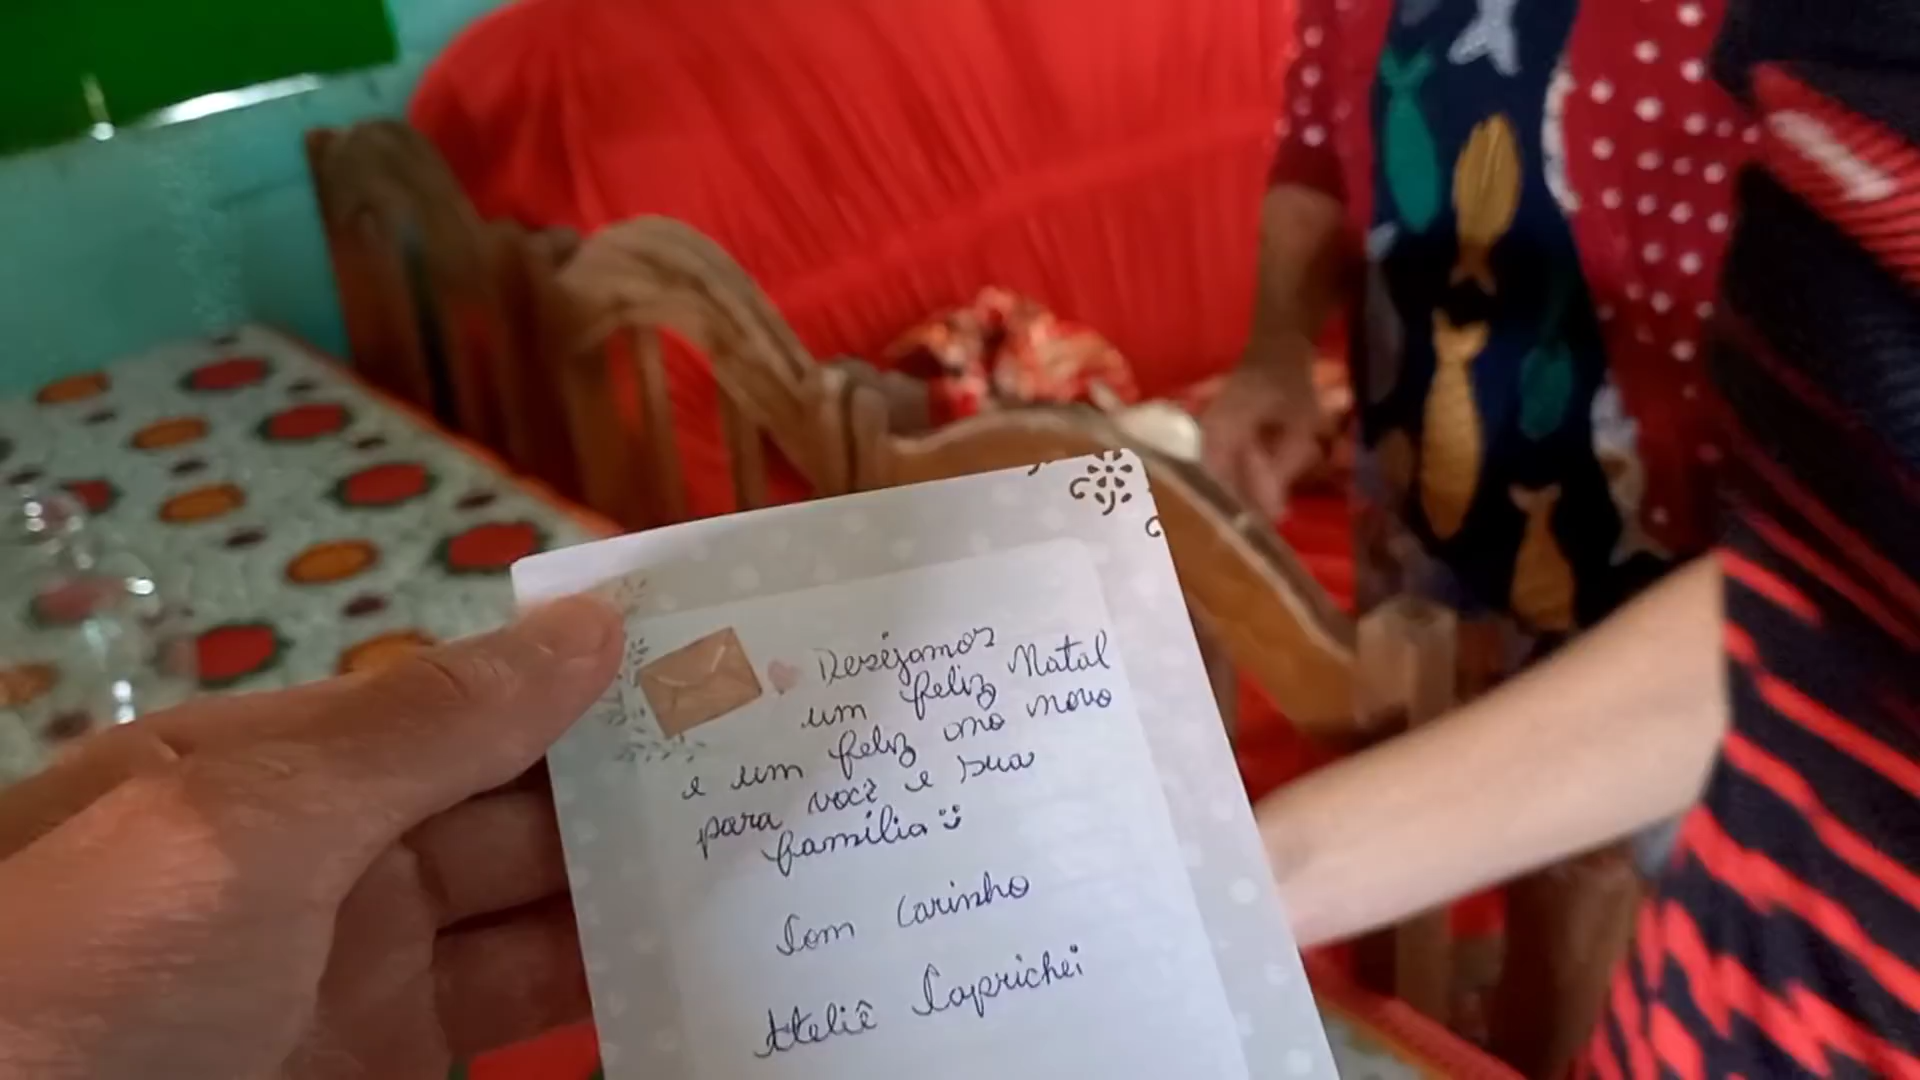 Desejamos
um feliz Natal
e um feliz ano novo
para você e sua
família
Com carinho
Ateliê Caprichei